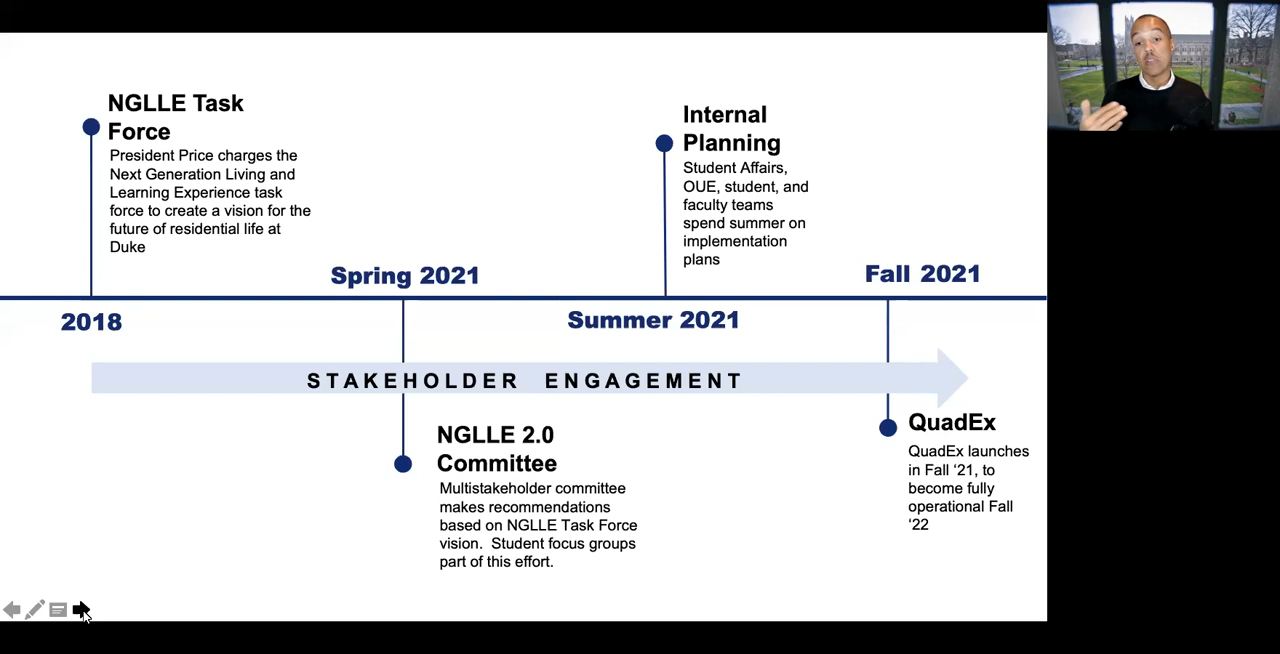 NGLLE Task
Force
President Price charges the
Next Generation Living and
Learning Experience task
force to create a vision for the
future of residential life at
Duke
Internal
Planning
Student Affairs,
OUE, student, and
faculty teams
spend summer on
implementation
plans
Spring 2021
Fall 2021
2018
Summer 2021
STAKEHOLDER ENGAGEMENT
NGLLE 2.0
Committee
Multistakeholder committee
makes recommendations
based on NGLLE Task Force
vision.  Student focus groups
part of this effort.
QuadEx
QuadEx launches
in Fall ‘21, to
become fully
operational Fall
‘22